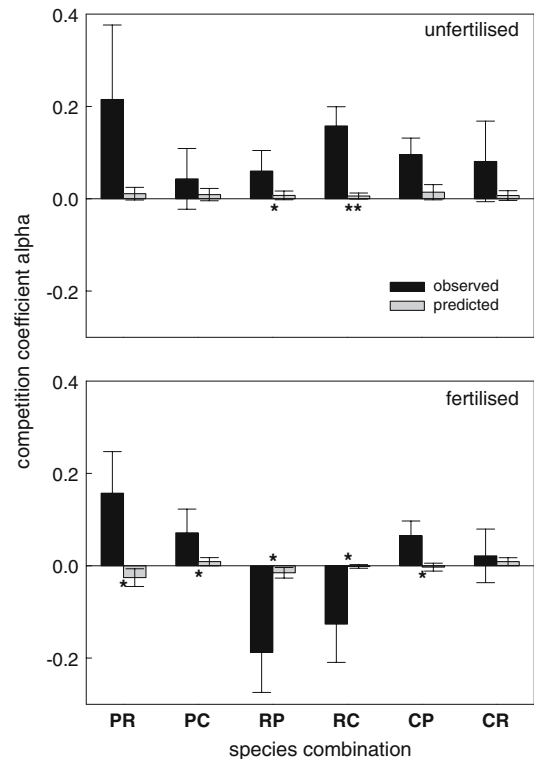 competition coefficient alpha
0.4
unfertilised
0.2
0.0
* **
-0.2
observed
predicted
0.4
fertilised
0.2
0.0
* * * * *
-0.2
PR PC RP RC CP CR
species combination